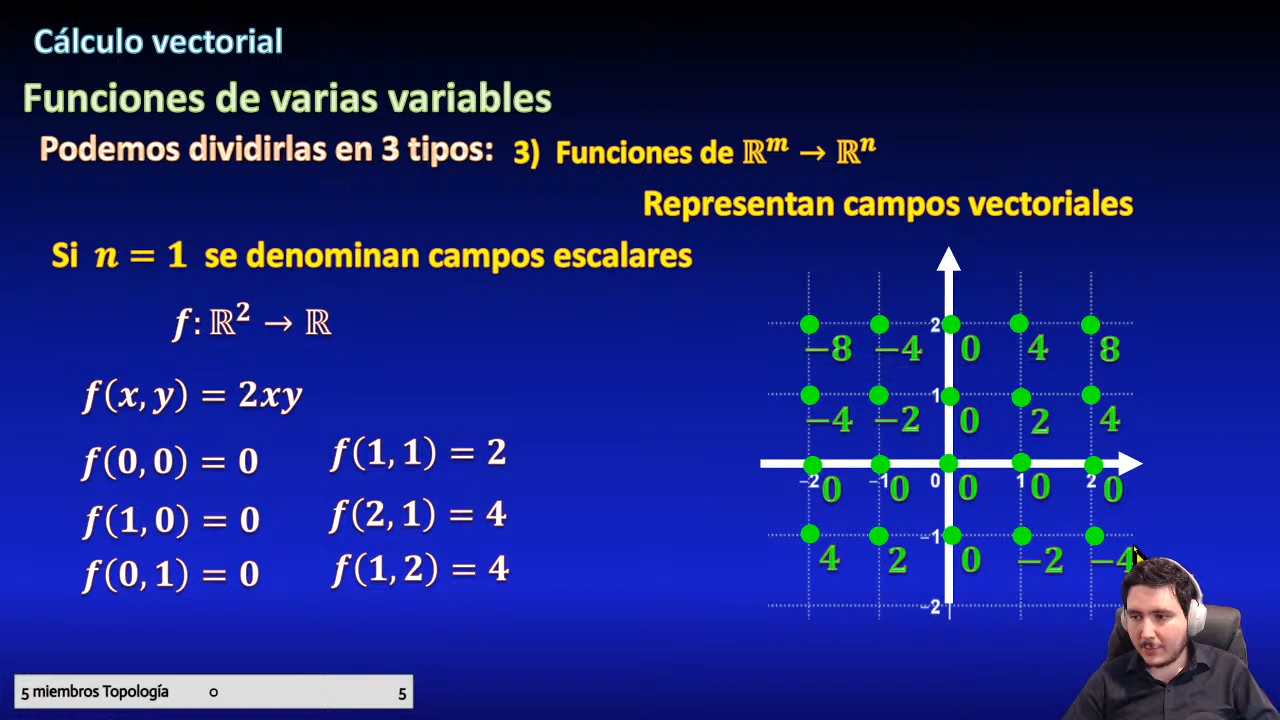 Cálculo vectorial
Funciones de varias variables
Podemos dividirlas en 3 tipos: 3) Funciones de ℝᵐ → ℝⁿ
Representan campos vectoriales
Si n = 1 se denominan campos escalares
f: ℝ² → ℝ
f(x, y) = 2xy
f(0, 0) = 0 f(1, 1) = 2
f(1, 0) = 0 f(2, 1) = 4
f(0, 1) = 0 f(1, 2) = 4
2
−8 −4 0 4 8
1
−4 −2 0 2 4
−2 −1 0 1 2
0 0 0 0 0
−1
4 2 0 −2 −4
−2
5 miembros Topología o 5